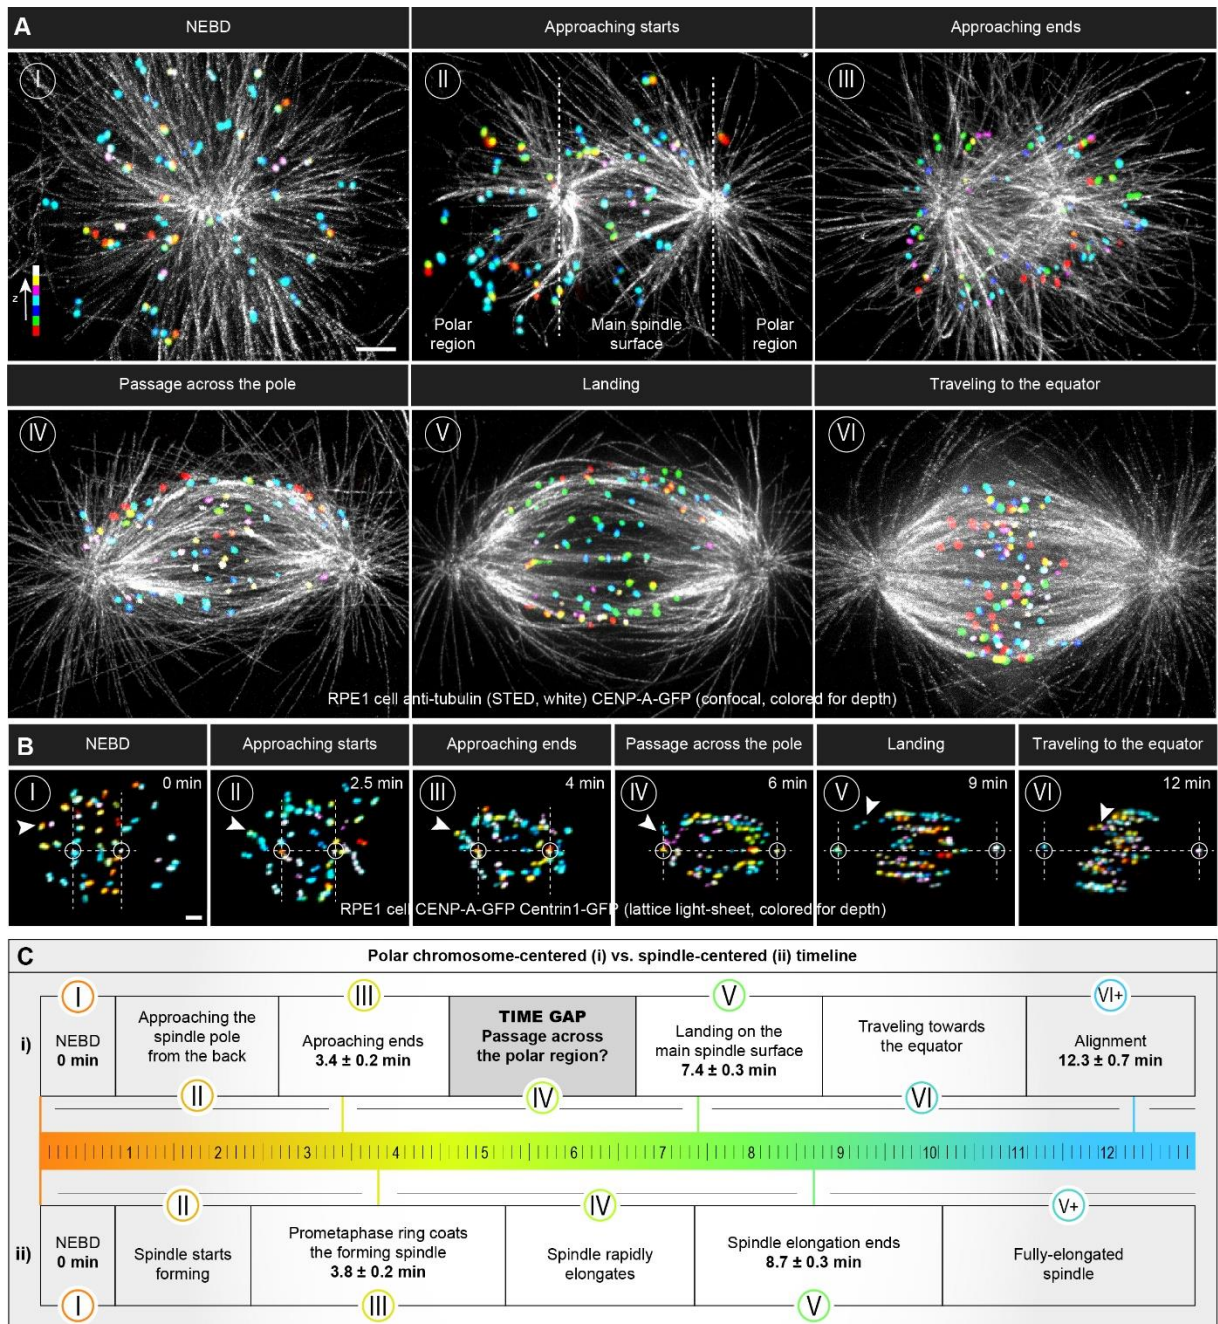 A
NEBD
Approaching starts
Approaching ends
I
II
III
z
Polar
region
Main spindle
surface
Polar
region
Passage across the pole
Landing
Traveling to the equator
IV
V
VI
RPE1 cell anti-tubulin (STED, white) CENP-A-GFP (confocal, colored for depth)
B
NEBD
Approaching starts
Approaching ends
Passage across the pole
Landing
Traveling to the equator
I
0 min
II
2.5 min
III
4 min
IV
6 min
V
9 min
VI
12 min
RPE1 cell CENP-A-GFP Centrin1-GFP (lattice light-sheet, colored for depth)
C
Polar chromosome-centered (i) vs. spindle-centered (ii) timeline
i)
I
NEBD
0 min
Approaching the
spindle pole
from the back
II
III
Aproaching ends
3.4 ± 0.2 min
TIME GAP
Passage across
the polar region?
IV
V
Landing on the
main spindle surface
7.4 ± 0.3 min
Traveling towards
the equator
VI
VI+
Alignment
12.3 ± 0.7 min
1 2 3 4 5 6 7 8 9 10 11 12
ii)
NEBD
0 min
I
II
Spindle starts
forming
Prometaphase ring coats
the forming spindle
3.8 ± 0.2 min
III
IV
Spindle rapidly
elongates
Spindle elongation ends
8.7 ± 0.3 min
V
V+
Fully-elongated
spindle